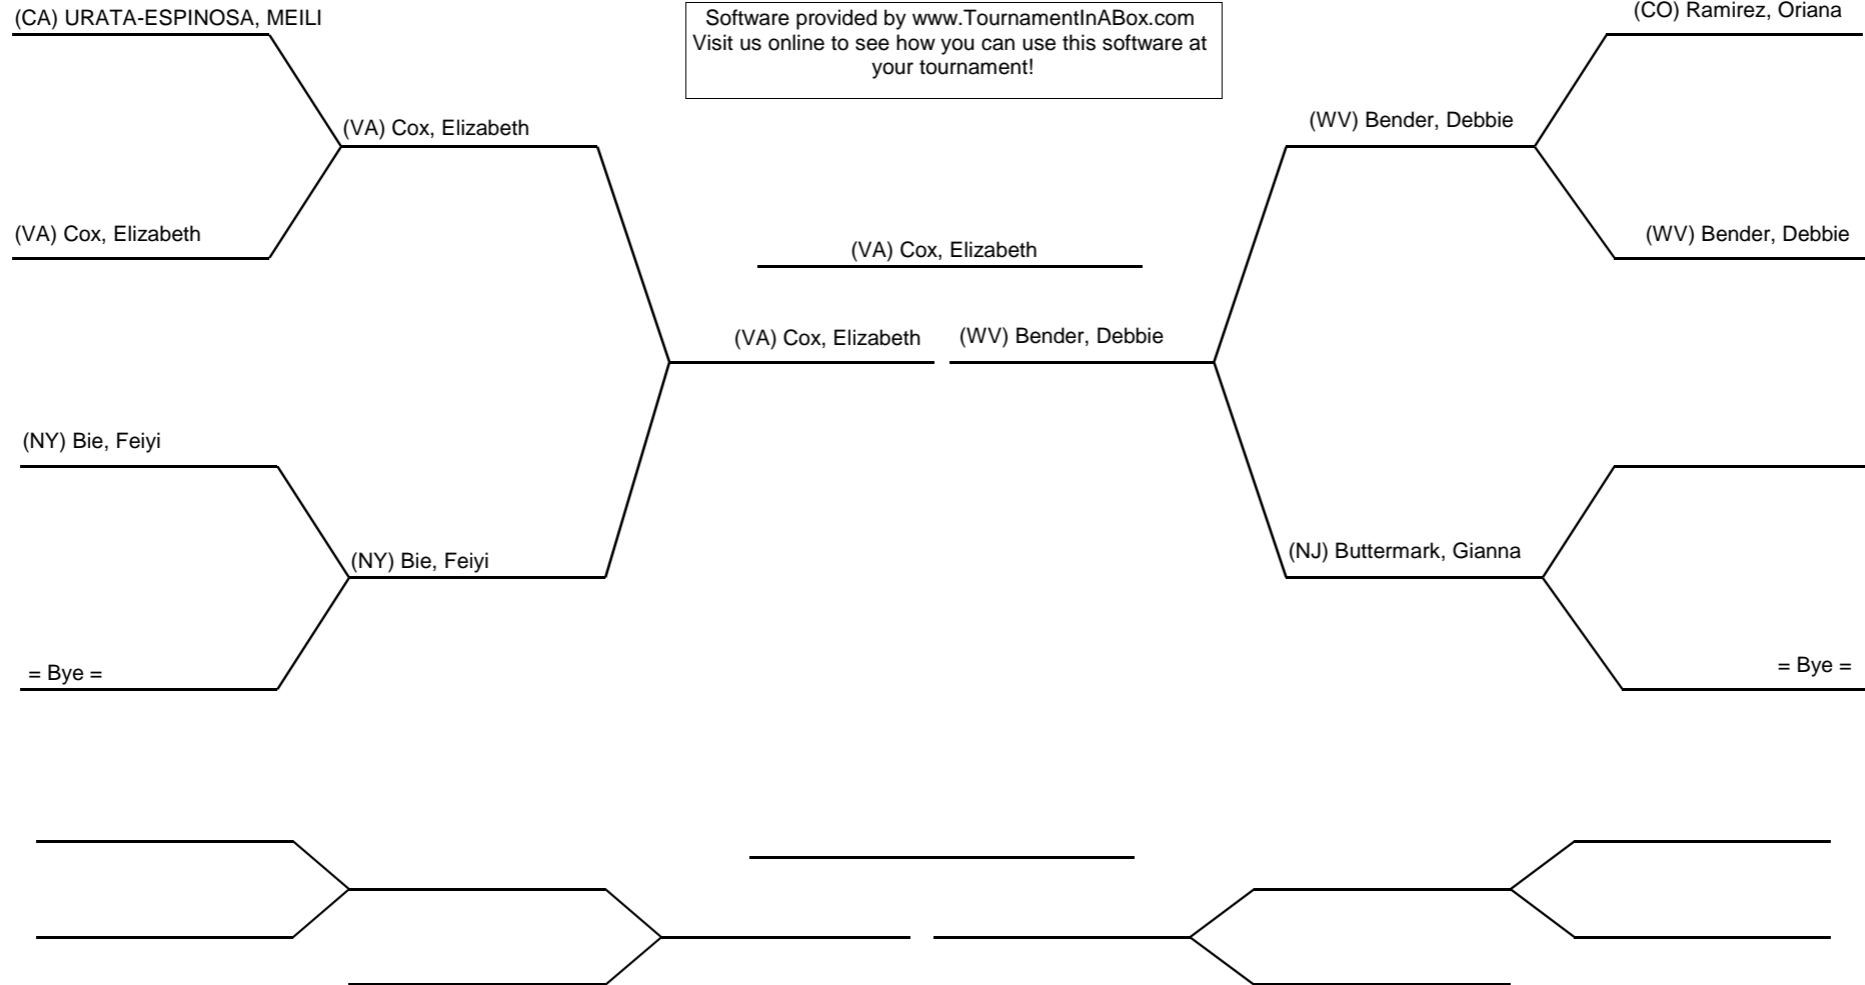 (CA) URATA-ESPINOSA, MEILI
Software provided by www.TournamentInABox.com
Visit us online to see how you can use this software at
your tournament!
(CO) Ramirez, Oriana
(VA) Cox, Elizabeth
(WV) Bender, Debbie
(VA) Cox, Elizabeth
(VA) Cox, Elizabeth
(WV) Bender, Debbie
(VA) Cox, Elizabeth
(WV) Bender, Debbie
(NY) Bie, Feiyi
(NY) Bie, Feiyi
(NJ) Buttermark, Gianna
= Bye =
= Bye =